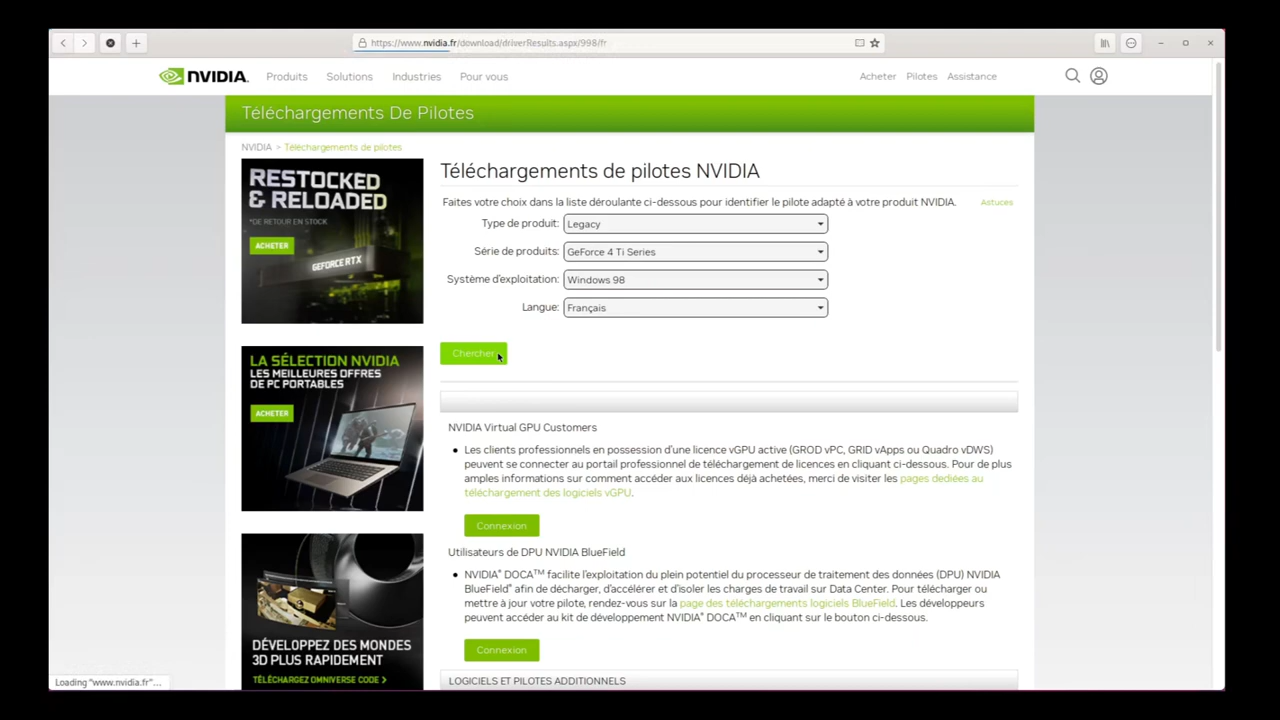 https://www.nvidia.fr/download/driverResults.aspx/998/fr
NVIDIA. Produits Solutions Industries Pour vous Acheter Pilotes Assistance
Téléchargements De Pilotes
NVIDIA > Téléchargements de pilotes
RESTOCKED
& RELOADED
*DE RETOUR EN STOCK
ACHETER
GEFORCE RTX
LA SÉLECTION NVIDIA
LES MEILLEURES OFFRES
DE PC PORTABLES
ACHETER
DÉVELOPPEZ DES MONDES
3D PLUS RAPIDEMENT
TÉLÉCHARGEZ OMNIVERSE CODE >
Téléchargements de pilotes NVIDIA
Faites votre choix dans la liste déroulante ci-dessous pour identifier le pilote adapté à votre produit NVIDIA. Astuces
Type de produit: Legacy
Série de produits: GeForce 4 Ti Series
Système d'exploitation: Windows 98
Langue: Français
Chercher
NVIDIA Virtual GPU Customers
Les clients professionnels en possession d'une licence vGPU active (GROD vPC, GRID vApps ou Quadro vDWS)
peuvent se connecter au portail professionnel de téléchargement de licences en cliquant ci-dessous. Pour de plus
amples informations sur comment accéder aux licences déjà achetées, merci de visiter les pages dediées au
téléchargement des logiciels vGPU.
Connexion
Utilisateurs de DPU NVIDIA BlueField
NVIDIA® DOCA™ facilite l'exploitation du plein potentiel du processeur de traitement des données (DPU) NVIDIA
BlueField® afin de décharger, d'accélérer et d'isoler les charges de travail sur Data Center. Pour télécharger ou
mettre à jour votre pilote, rendez-vous sur la page des téléchargements logiciels BlueField. Les développeurs
peuvent accéder au kit de développement NVIDIA® DOCA™ en cliquant sur le bouton ci-dessous.
Connexion
LOGICIELS ET PILOTES ADDITIONNELS
Loading "www.nvidia.fr"...